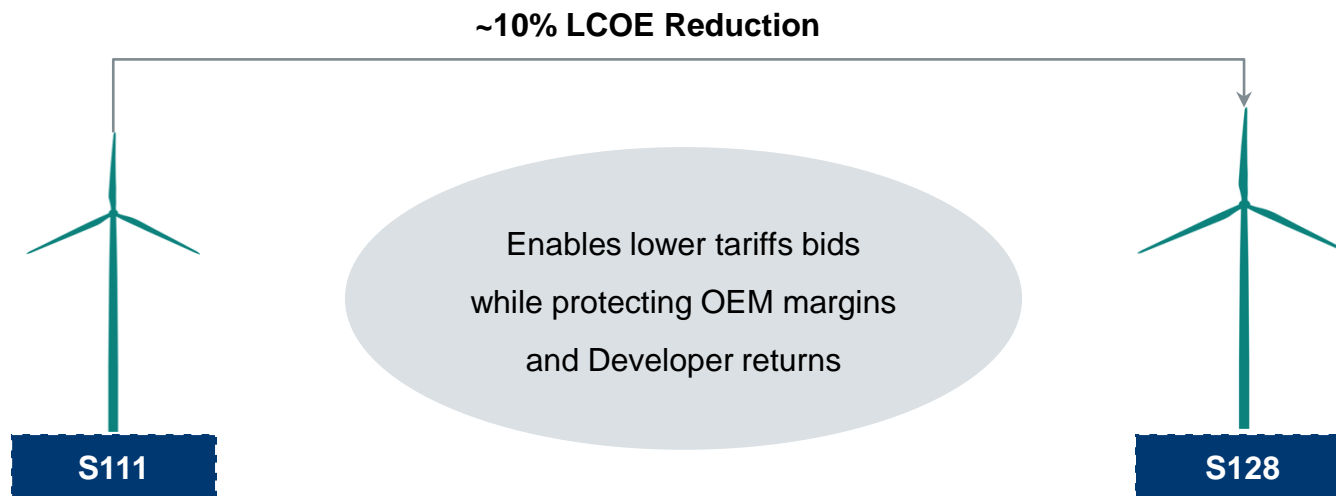 ~10% LCOE Reduction
Enables lower tariffs bids
while protecting OEM margins
and Developer returns
S111
S128